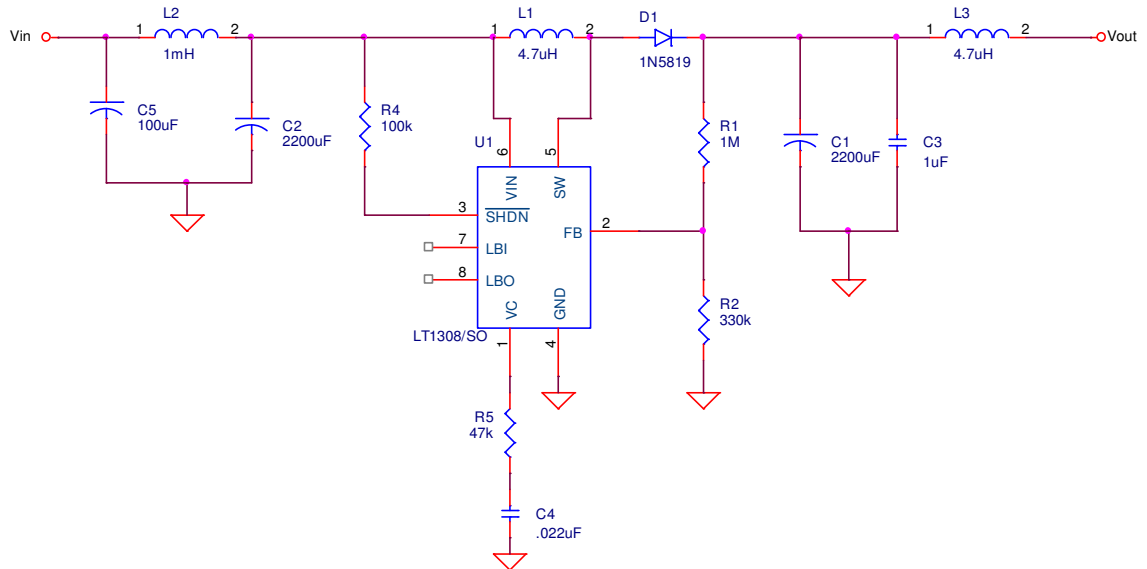 L2
L1
D1
L3
Vin
1
2
1
2
1
2
Vout
1mH
4.7uH
1N5819
4.7uH
C5
100uF
C2
2200uF
R4
100k
U1
6
5
R1
1M
C1
2200uF
C3
1uF
VIN
SW
3
SHDN
2
FB
7
LBI
8
LBO
VC
GND
R2
330k
LT1308/SO
1
4
R5
47k
C4
.022uF